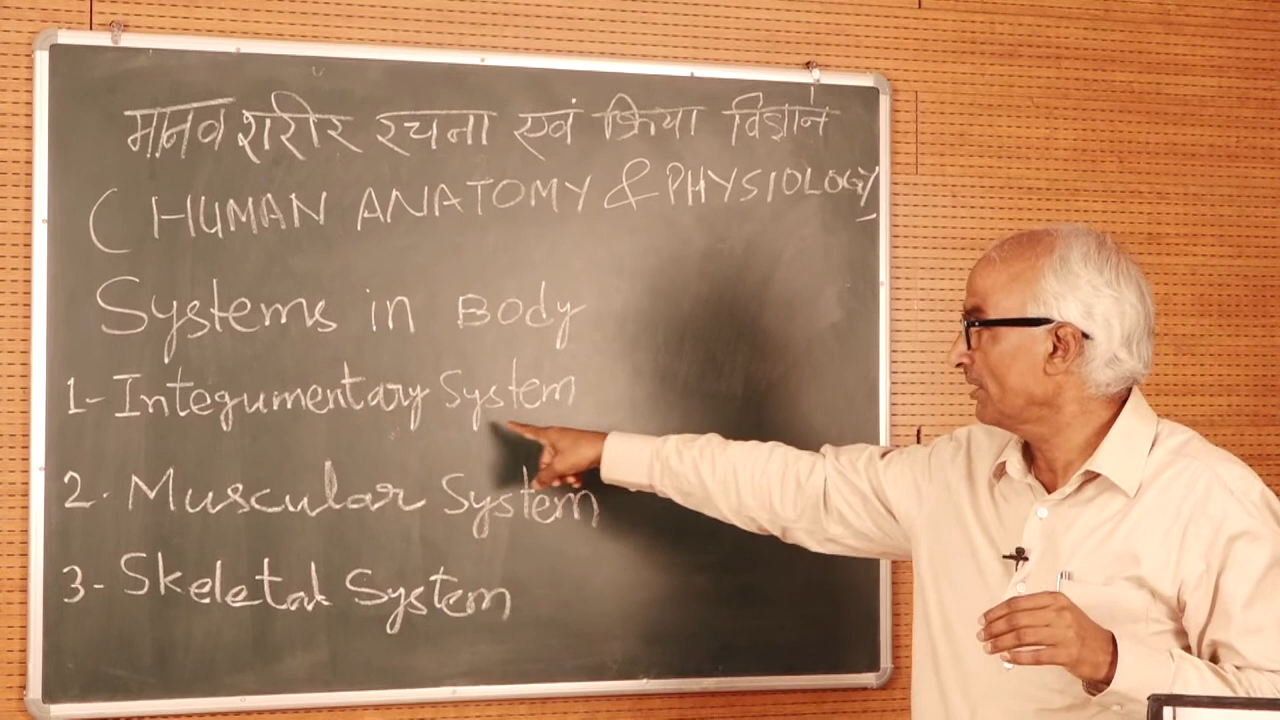 मानव शरीर रचना एवं क्रिया विज्ञान
( HUMAN ANATOMY & PHYSIOLOGY
Systems in BODY
1- Integumentary System
2. Muscular System
3- Skeletal System